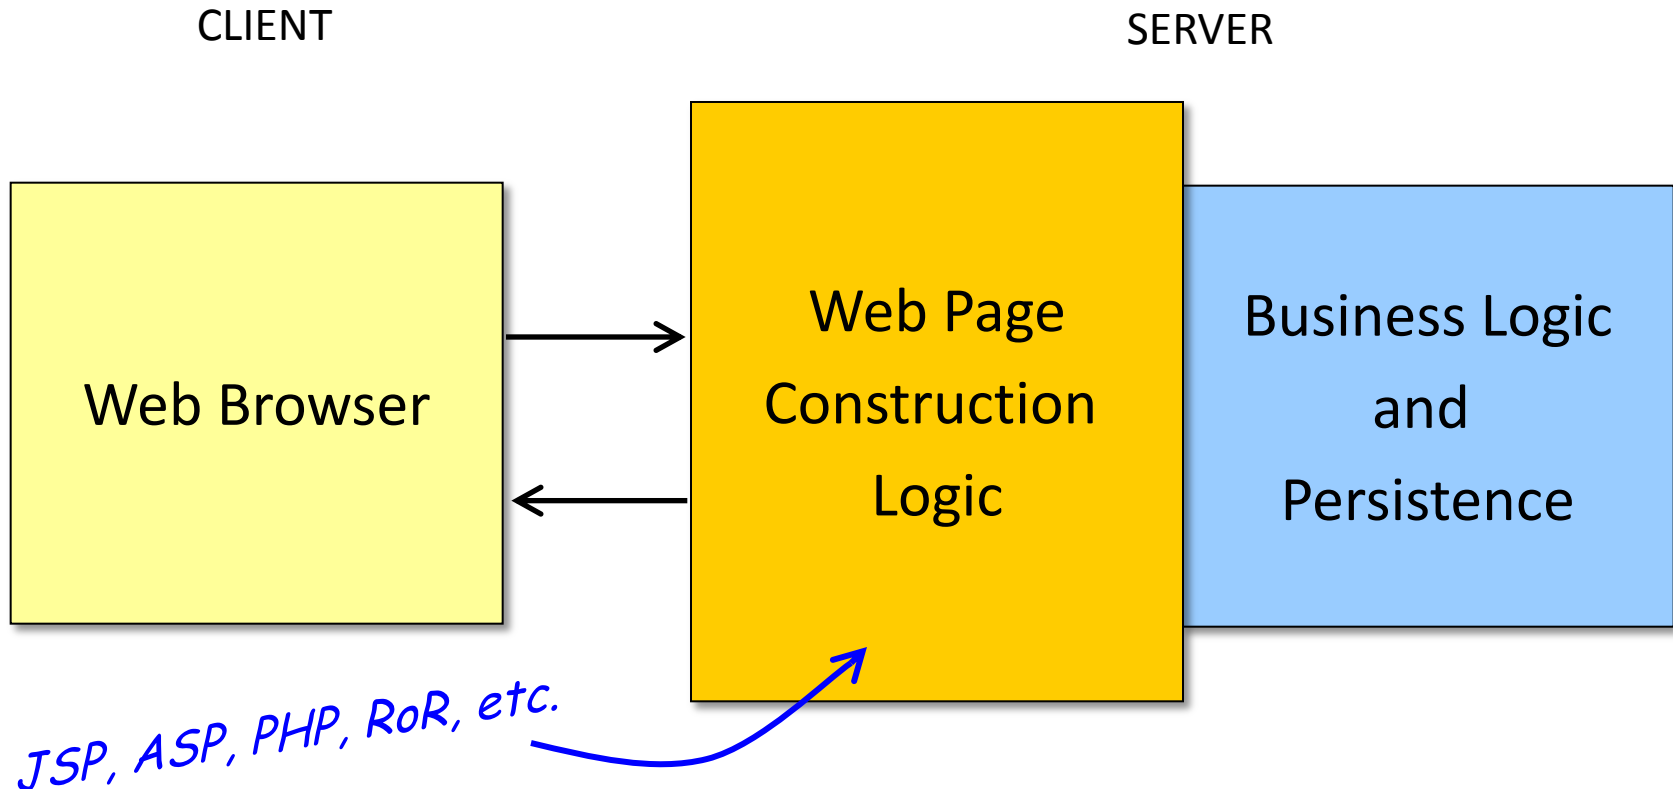 CLIENT
SERVER
Web Browser
Web Page
Construction
Logic
Business Logic
and
Persistence
JSP, ASP, PHP, RoR, etc.